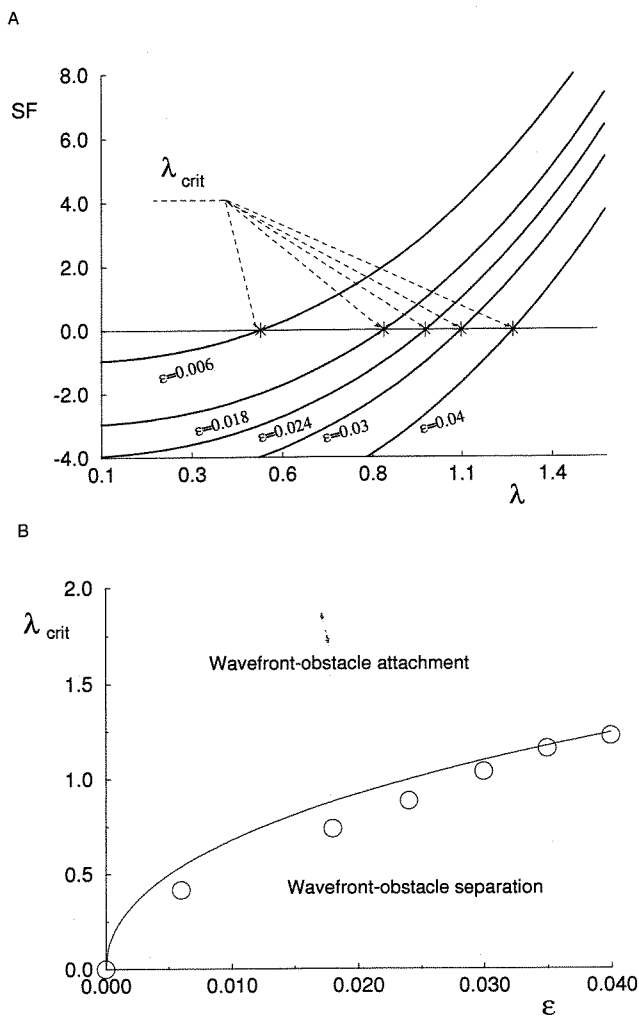 A
SF
8.0
6.0
4.0
2.0
0.0
-2.0
-4.0
λ crit
ε=0.006
ε=0.018
ε=0.024
ε=0.03
ε=0.04
0.1
0.3
0.6
0.8
1.1
1.4
λ
B
λ crit
2.0
1.5
1.0
0.5
0.0
Wavefront-obstacle attachment
Wavefront-obstacle separation
0.000
0.010
0.020
0.030
0.040
ε